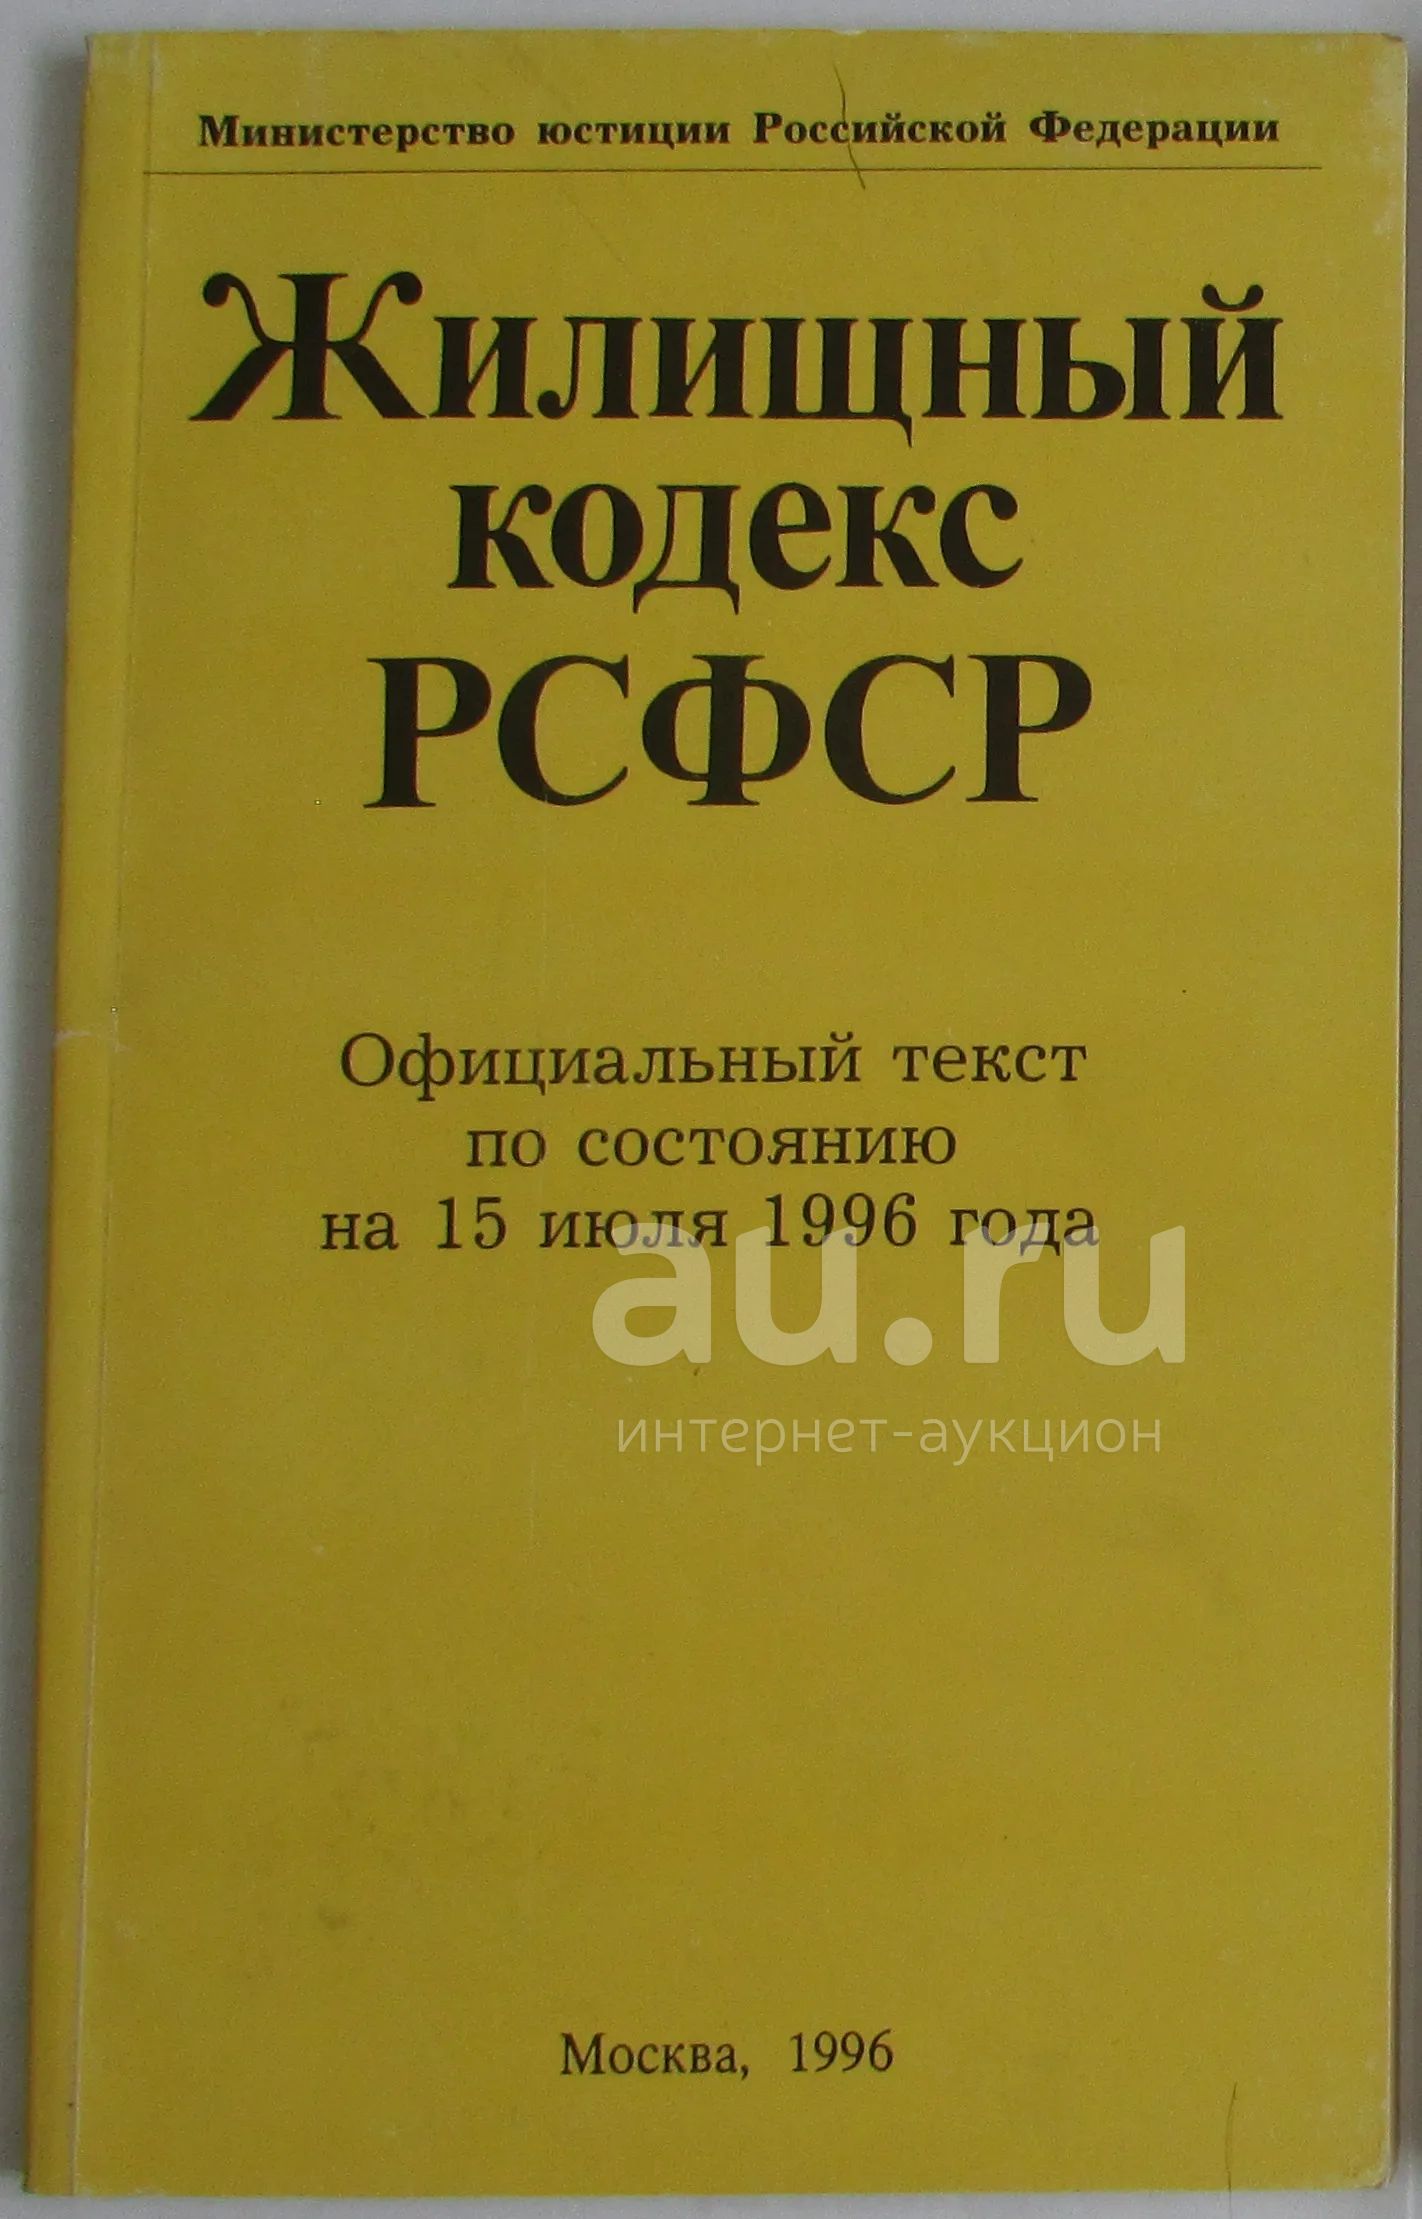 Министерство юстиции Российской Федерации
Жилищный
кодекс
РСФСР
Официальный текст
по состоянию
на 15 июля 1996 года
au.ru
интернет-аукцион
Москва, 1996